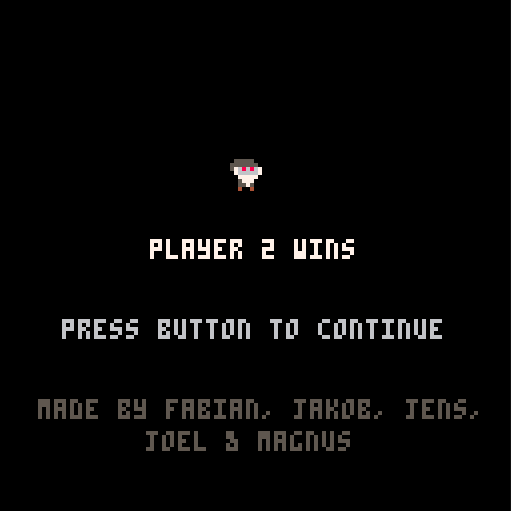 PLAYER 2 WINS
PRESS BUTTON TO CONTINUE
MADE BY FABIAN, JAKOB, JENS,
JOEL & MAGNUS